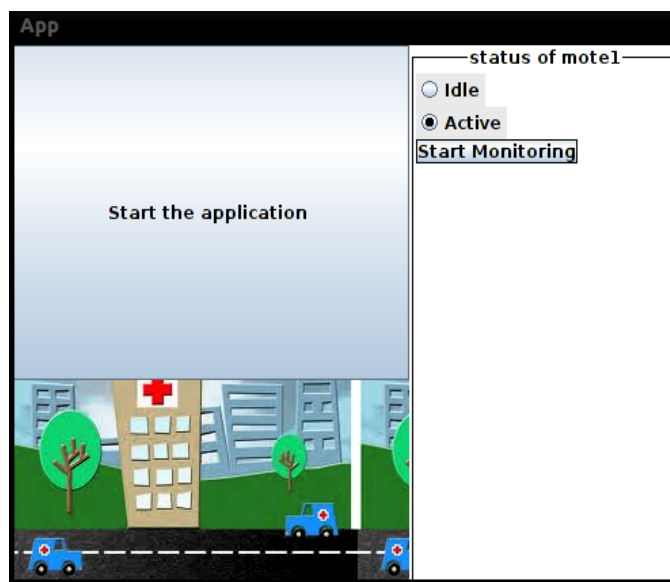 App
Start the application
status of mote1
Idle
Active
Start Monitoring